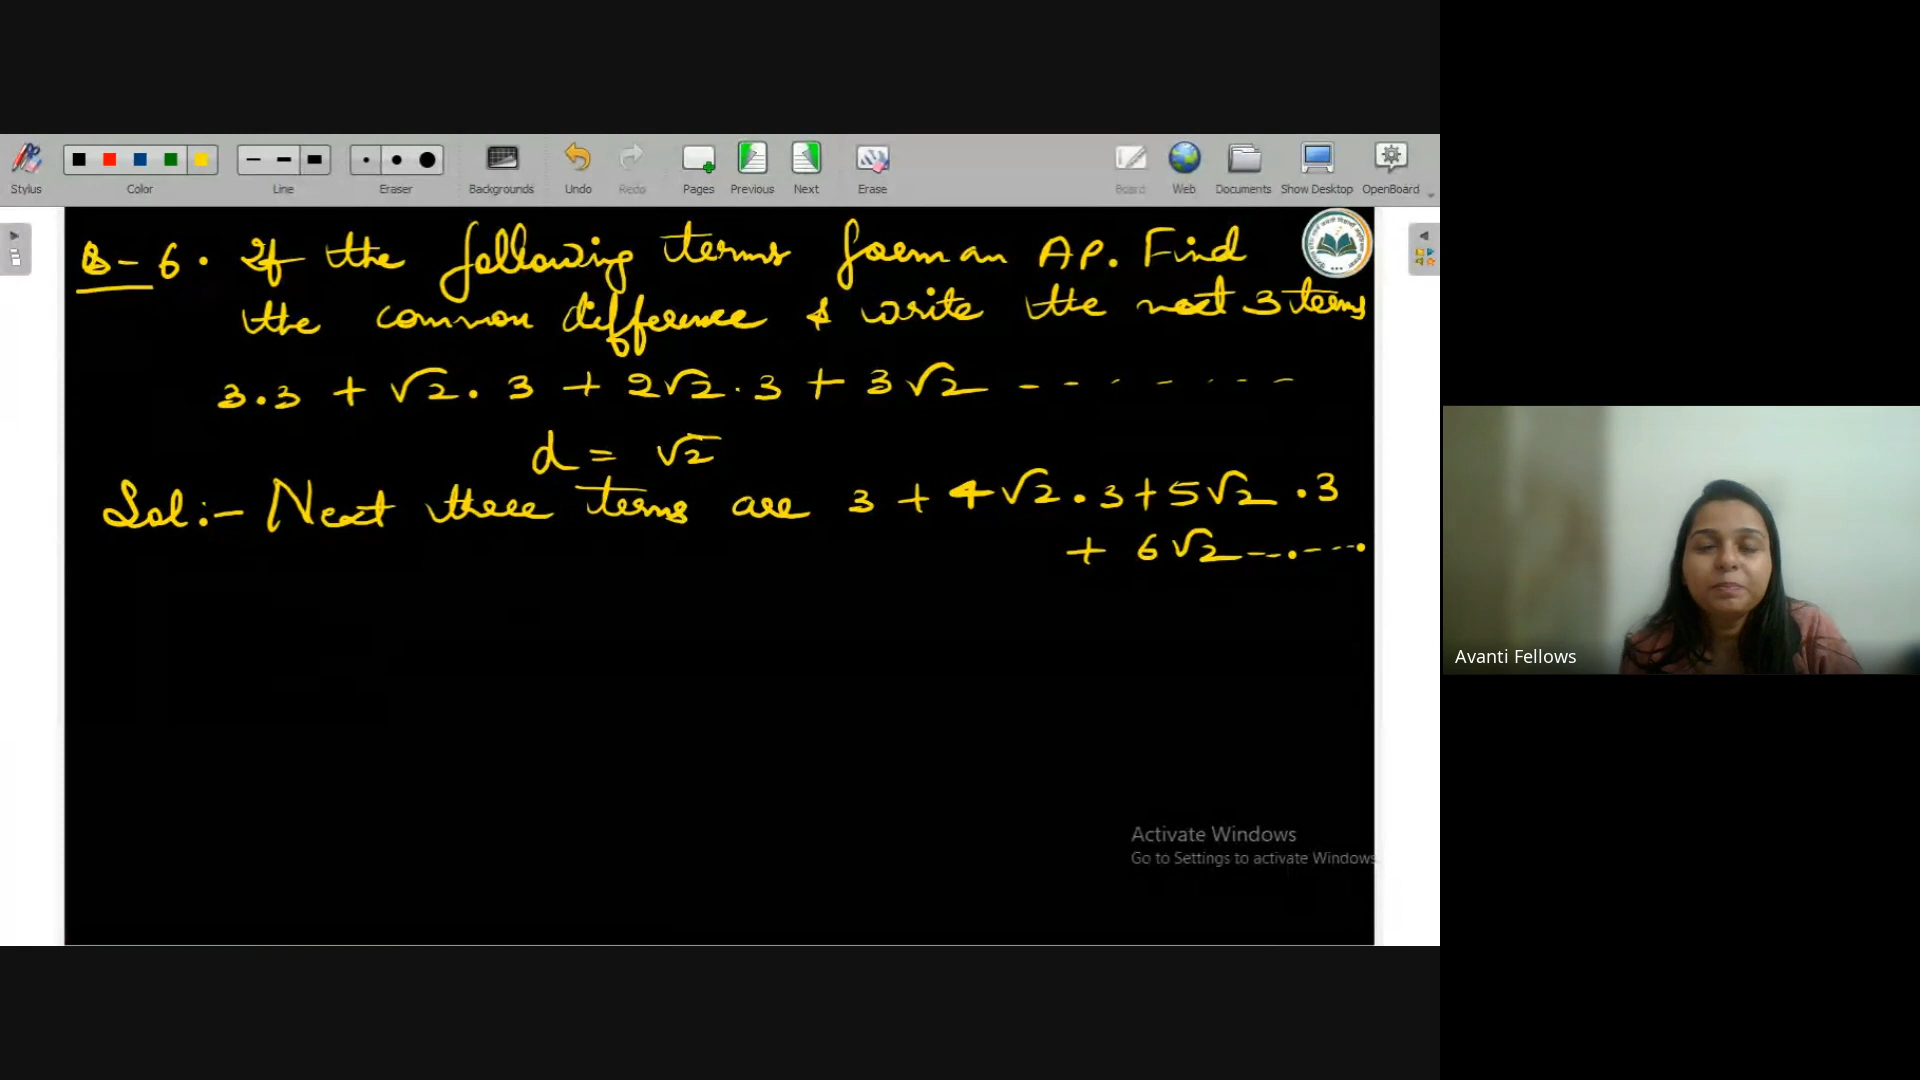 Stylus Color Line Eraser Backgrounds Undo Redo Pages Previous Next Erase Board Web Documents Show Desktop OpenBoard
Q-6. If the following terms form an AP. Find
the common difference & write the next 3 terms
3.3 + √2 . 3 + 2√2 . 3 + 3√2 - - - - - - -
d = √2
Sol:- Next three terms are 3 + 4√2 . 3 + 5√2 . 3
+ 6√2 --.--.
Avanti Fellows
Activate Windows
Go to Settings to activate Windows.